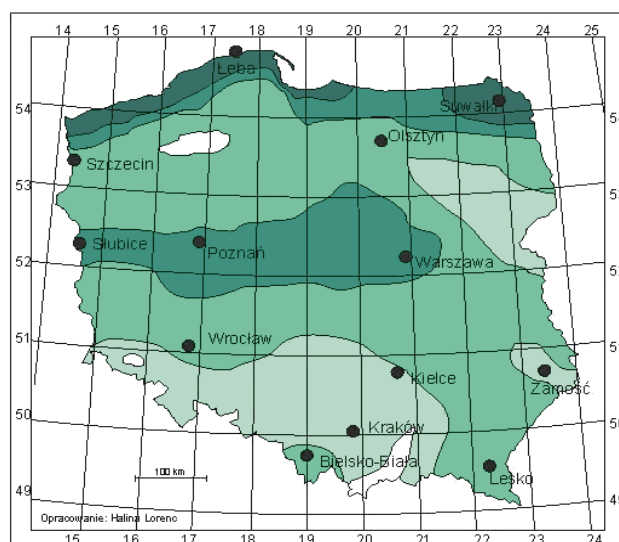 14 15 16 17 18 19 20 21 22 23 24 25
Łeba
54
Suwałki
54
Olsztyn
Szczecin
53
53
Słubice
Poznań
52
Warszawa
52
51
Wrocław
51
Kielce
Zamość
50
Kraków
50
Bielsko-Biała
Lesko
100 km
49
49
Opracowanie: Halina Lorenc
15 16 17 18 19 20 21 22 23 24